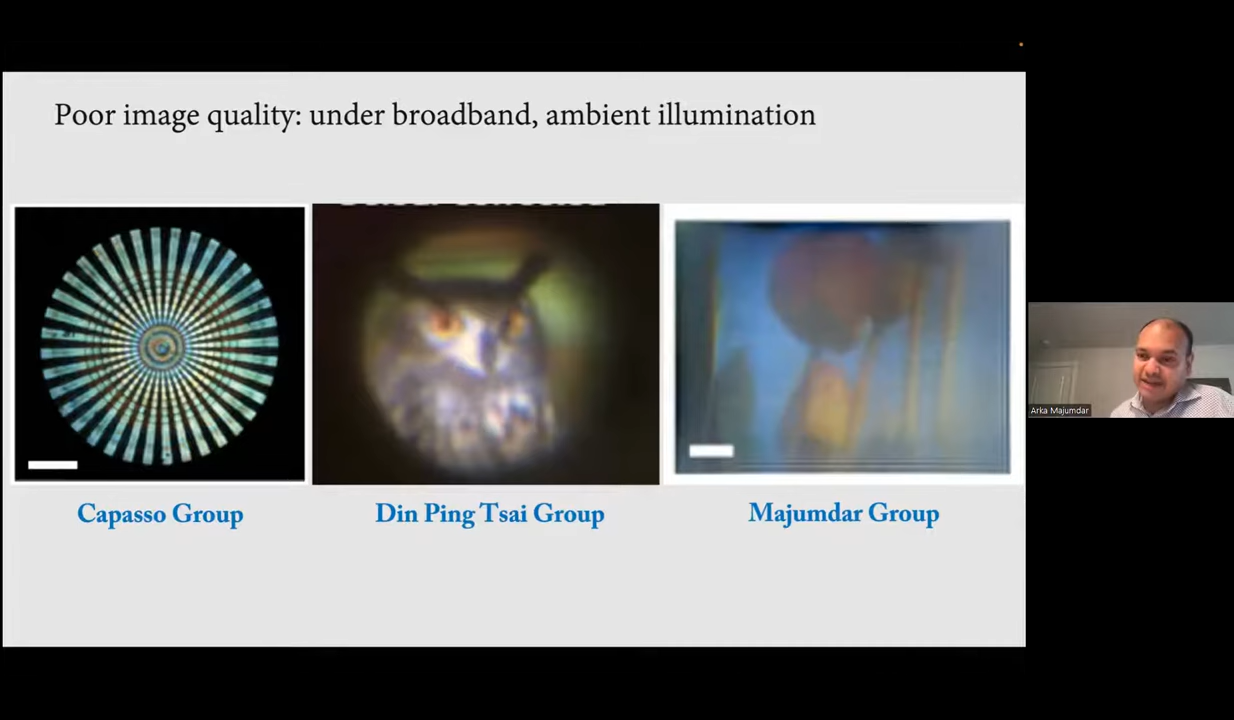 Poor image quality: under broadband, ambient illumination
Capasso Group
Din Ping Tsai Group
Majumdar Group
Arka Majumdar